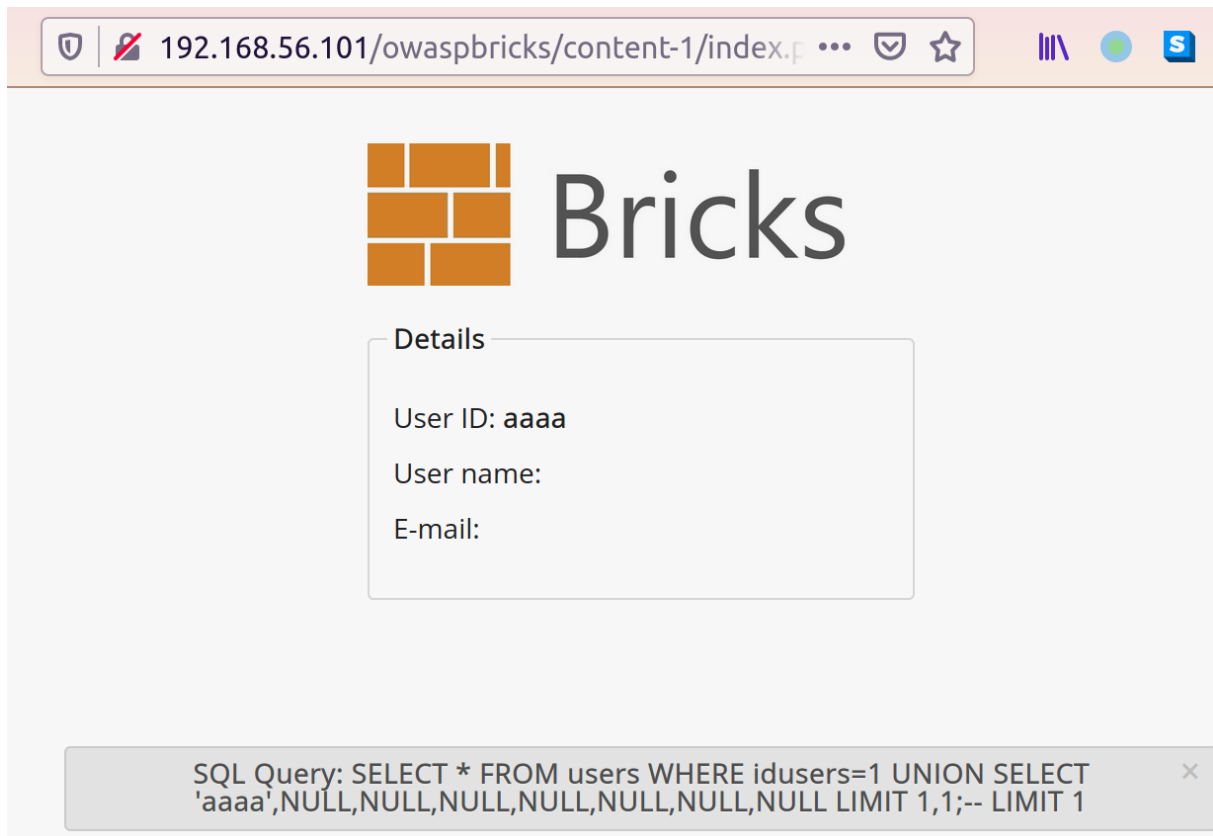 192.168.56.101/owaspbricks/content-1/index.p
S
Bricks
Details
User ID: aaaa
User name:
E-mail:
SQL Query: SELECT * FROM users WHERE idusers=1 UNION SELECT
'aaaa',NULL,NULL,NULL,NULL,NULL,NULL,NULL LIMIT 1,1;-- LIMIT 1